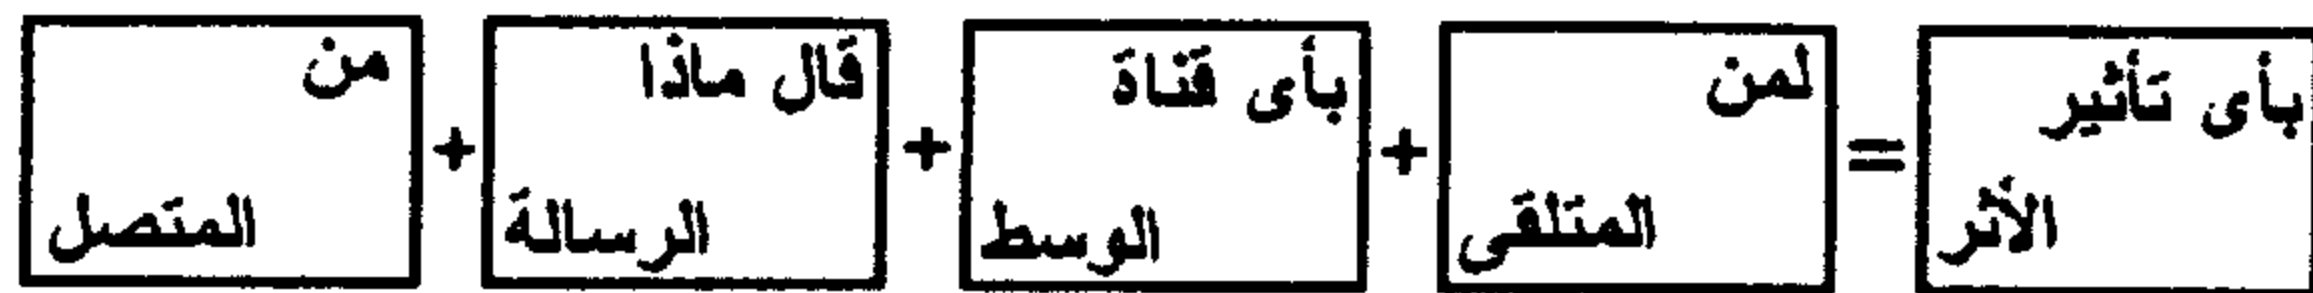 من
المتصل
+
قال ماذا
الرسالة
+
بأى قناة
الوسط
+
لمن
المتلقى
=
بأى تأثير
الأثر